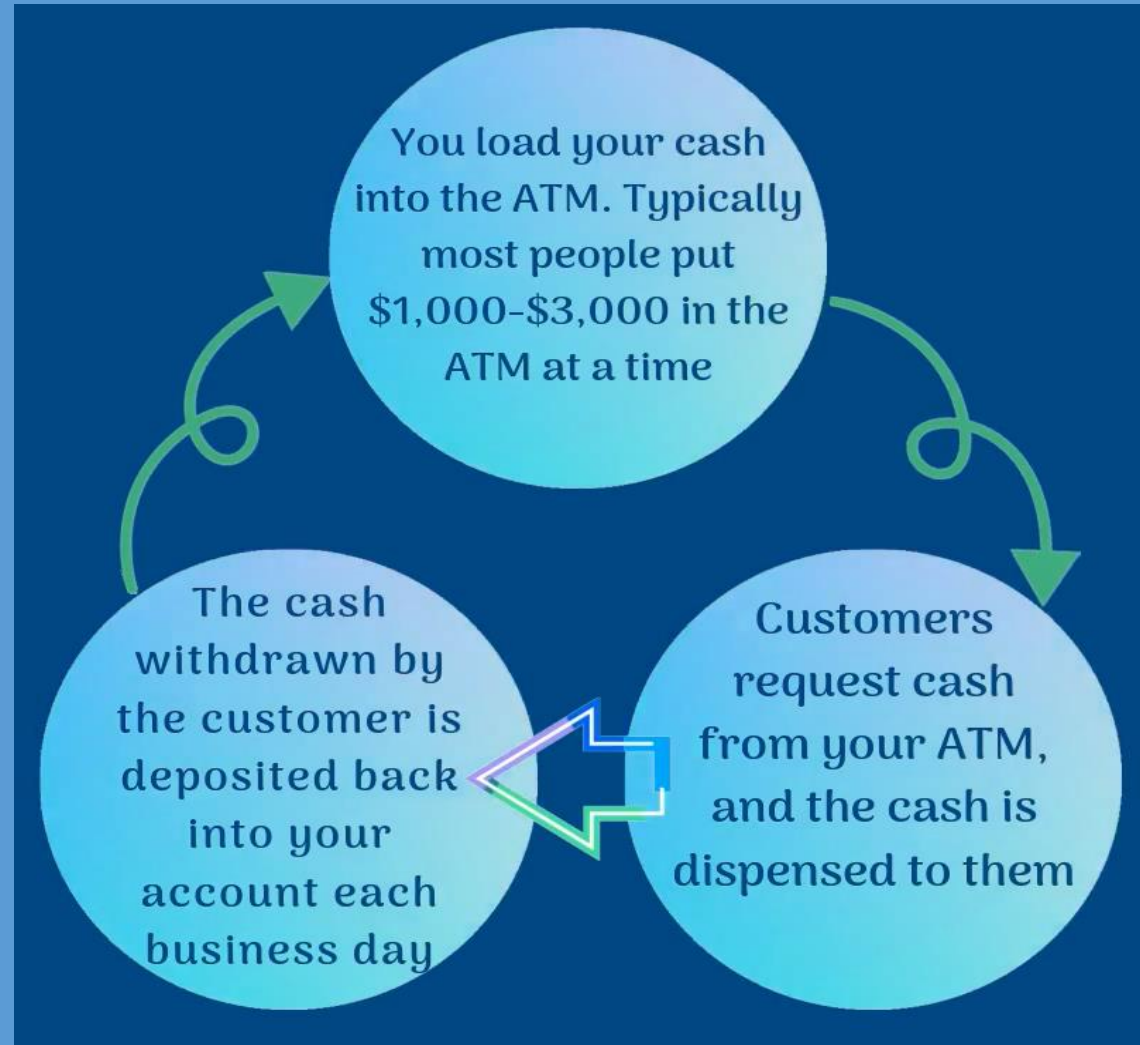 You load your cash
into the ATM. Typically
most people put
$1,000-$3,000 in the
ATM at a time
Customers
request cash
from your ATM,
and the cash is
dispensed to them
The cash
withdrawn by
the customer is
deposited back
into your
account each
business day